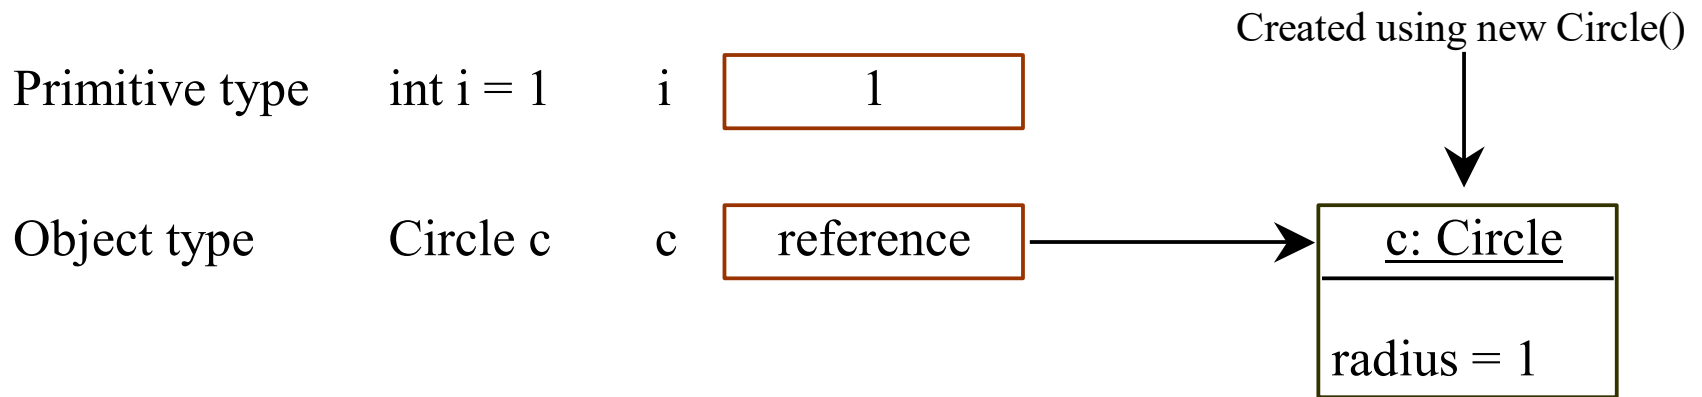 Created using new Circle()
Primitive type int i = 1 i 1
Object type Circle c c reference c: Circle
radius = 1